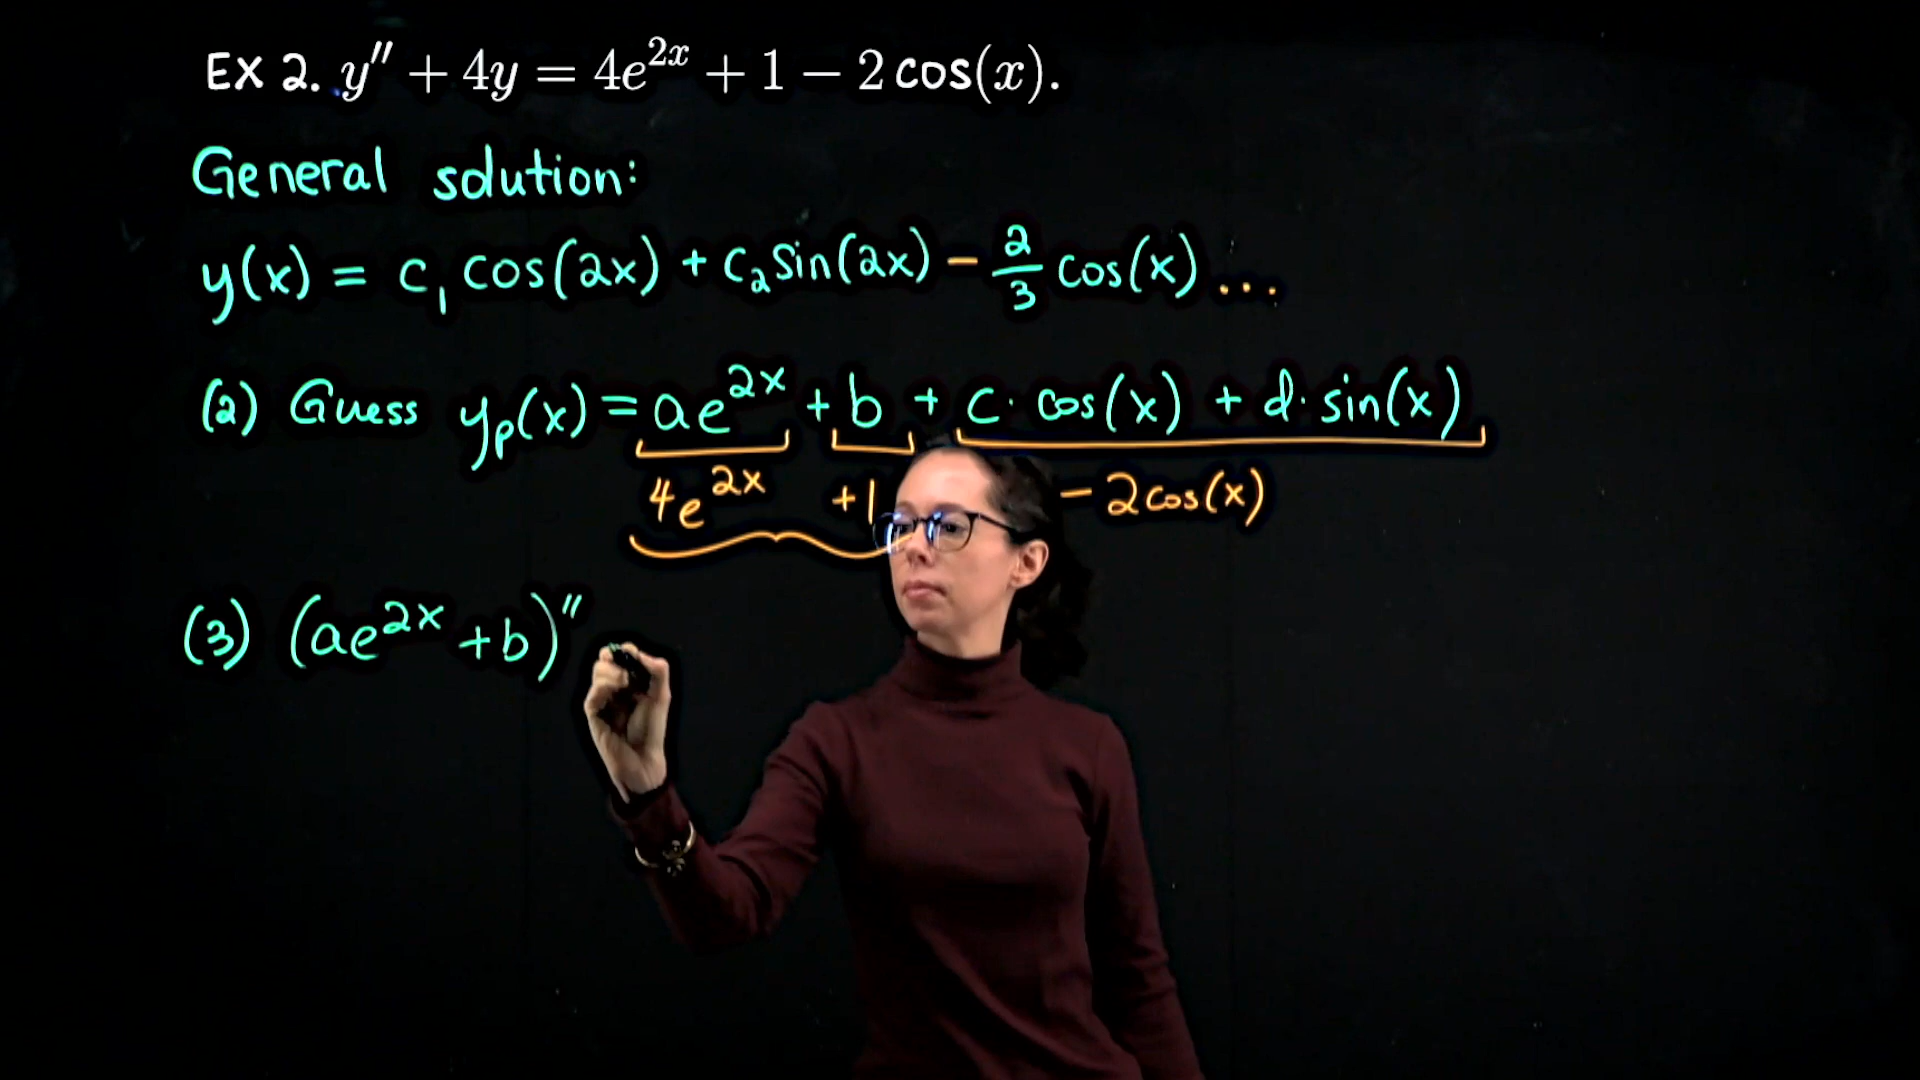 EX 2. y″ + 4y = 4e^{2x} + 1 − 2 cos(x).
General solution:
y(x) = c₁ cos(2x) + c₂ sin(2x) − 2/3 cos(x) ...
(2) Guess y_p(x) = ae^{2x} + b + c · cos(x) + d · sin(x)
4e^{2x} +1 − 2cos(x)
(3) (ae^{2x} + b)″